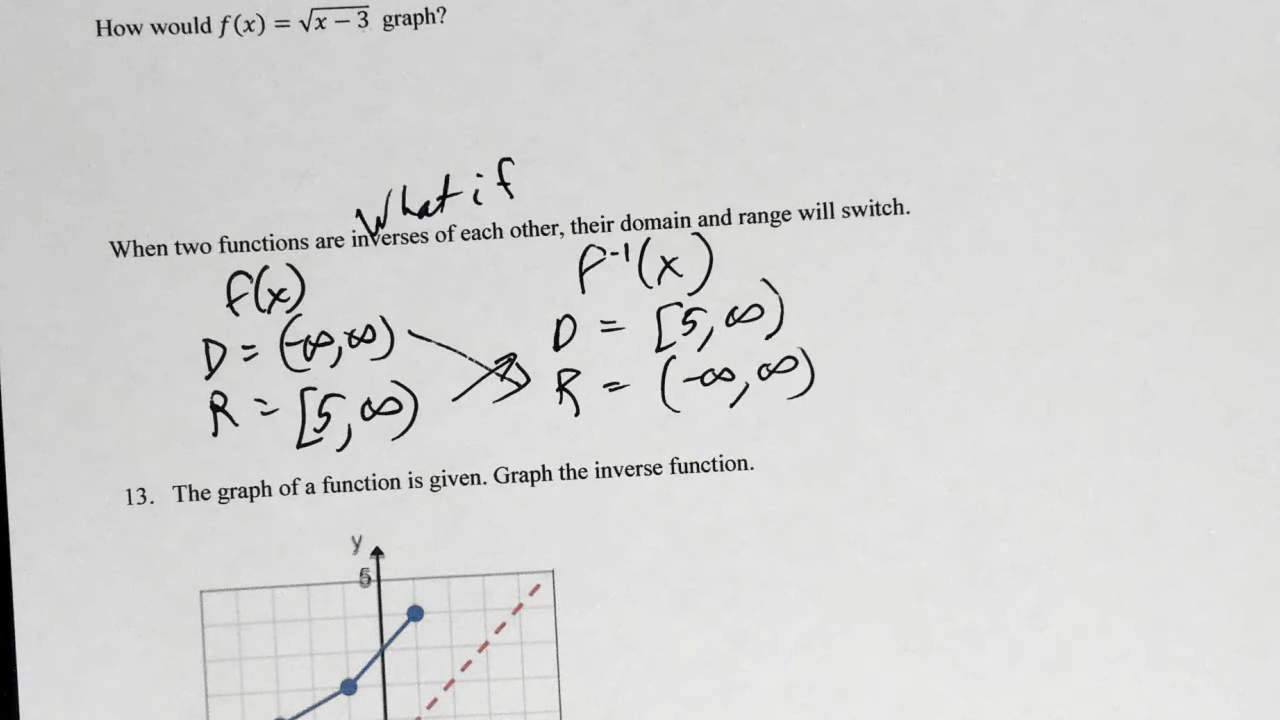 How would f(x) = √x − 3 graph?
What if
When two functions are inverses of each other, their domain and range will switch.
f(x)
f⁻¹(x)
D = (-∞,∞)
D = [5,∞)
R = [5,∞)
R = (-∞,∞)
13. The graph of a function is given. Graph the inverse function.
y
5